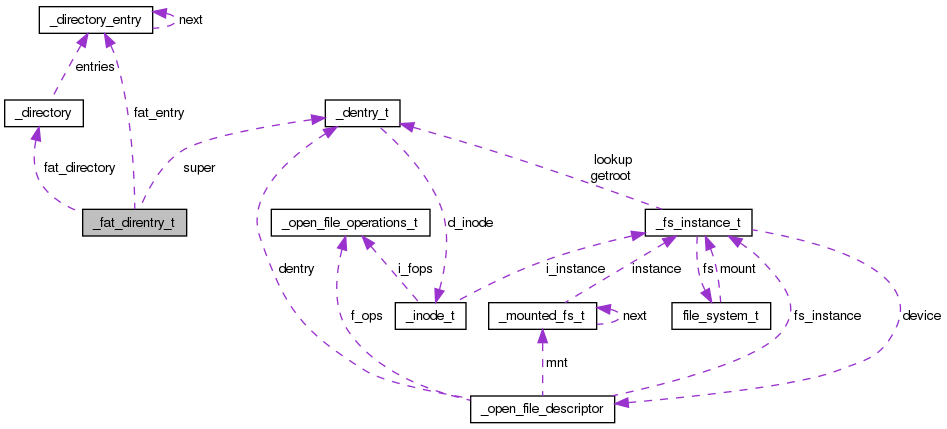 _directory_entry
next
entries
_directory
fat_entry
_dentry_t
lookup
getroot
fat_directory
super
_fat_direntry_t
_open_file_operations_t
d_inode
_fs_instance_t
dentry
i_fops
i_instance
instance
fs
mount
f_ops
_inode_t
_mounted_fs_t
next
file_system_t
fs_instance
device
mnt
_open_file_descriptor